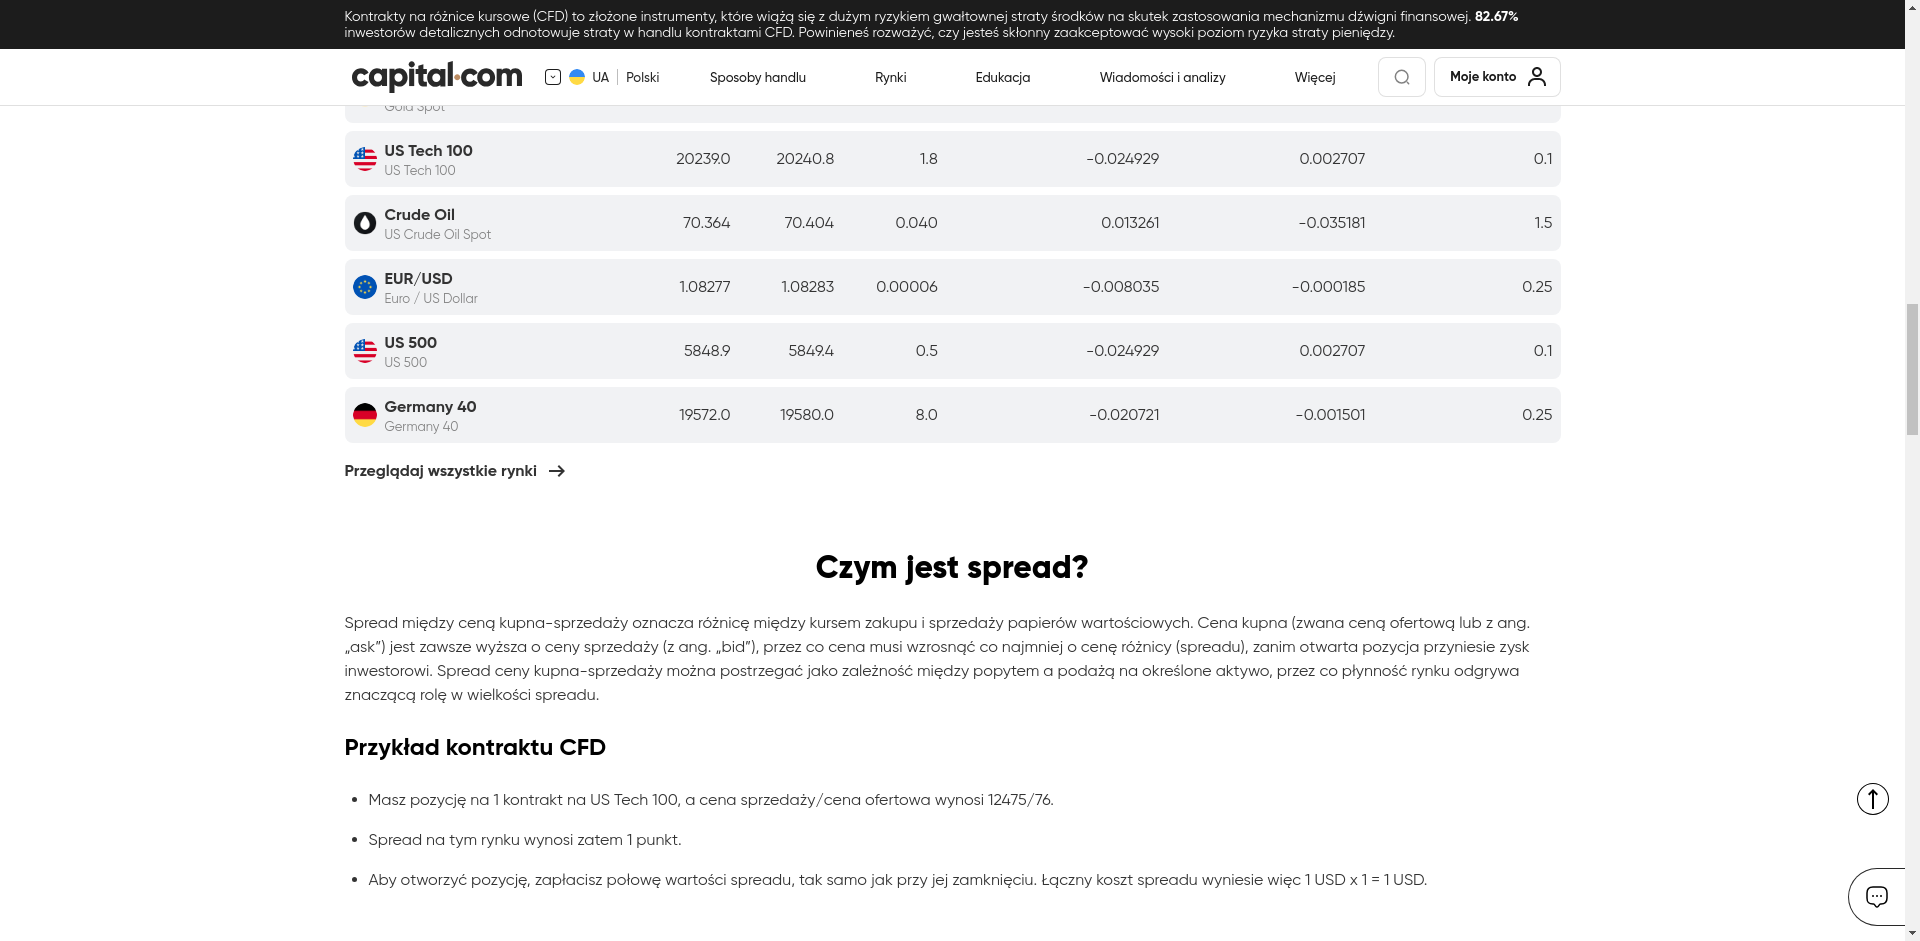 Kontrakty na różnice kursowe (CFD) to złożone instrumenty, które wiążą się z dużym ryzykiem gwałtownej straty środków na skutek zastosowania mechanizmu dźwigni finansowej. 82.67%
inwestorów detalicznych odnotowuje straty w handlu kontraktami CFD. Powinieneś rozważyć, czy jesteś skłonny zaakceptować wysoki poziom ryzyka straty pieniędzy.
capital.com UA Polski Sposoby handlu Rynki Edukacja Wiadomości i analizy Więcej Moje konto
Gold Spot
US Tech 100
US Tech 100
20239.0 20240.8 1.8 -0.024929 0.002707 0.1
Crude Oil
US Crude Oil Spot
70.364 70.404 0.040 0.013261 -0.035181 1.5
EUR/USD
Euro / US Dollar
1.08277 1.08283 0.00006 -0.008035 -0.000185 0.25
US 500
US 500
5848.9 5849.4 0.5 -0.024929 0.002707 0.1
Germany 40
Germany 40
19572.0 19580.0 8.0 -0.020721 -0.001501 0.25
Przeglądaj wszystkie rynki
Czym jest spread?
Spread między ceną kupna-sprzedaży oznacza różnicę między kursem zakupu i sprzedaży papierów wartościowych. Cena kupna (zwana ceną ofertową lub z ang.
„ask”) jest zawsze wyższa o ceny sprzedaży (z ang. „bid”), przez co cena musi wzrosnąć co najmniej o cenę różnicy (spreadu), zanim otwarta pozycja przyniesie zysk
inwestorowi. Spread ceny kupna-sprzedaży można postrzegać jako zależność między popytem a podażą na określone aktywo, przez co płynność rynku odgrywa
znaczącą rolę w wielkości spreadu.
Przykład kontraktu CFD
• Masz pozycję na 1 kontrakt na US Tech 100, a cena sprzedaży/cena ofertowa wynosi 12475/76.
• Spread na tym rynku wynosi zatem 1 punkt.
• Aby otworzyć pozycję, zapłacisz połowę wartości spreadu, tak samo jak przy jej zamknięciu. Łączny koszt spreadu wyniesie więc 1 USD x 1 = 1 USD.